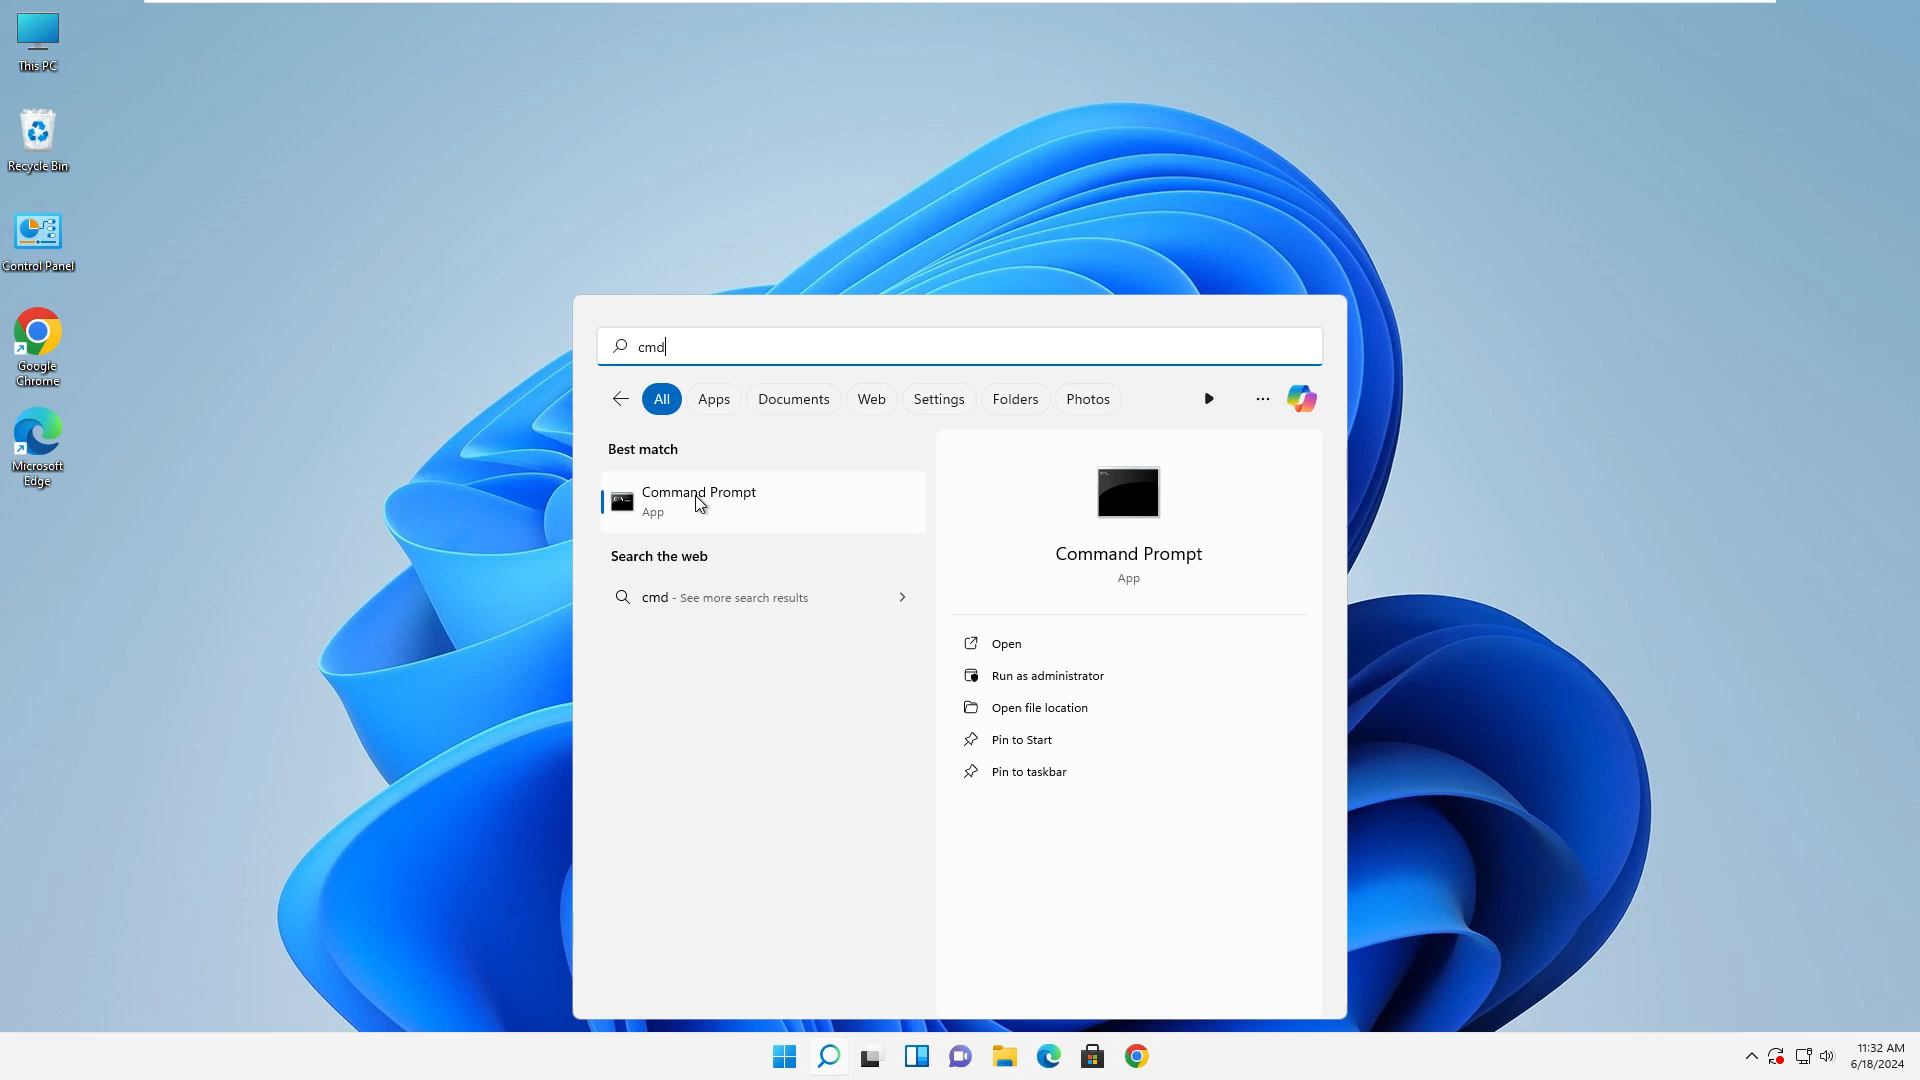 This PC
Recycle Bin
Control Panel
Google
Chrome
Microsoft
Edge
cmd
All
Apps
Documents
Web
Settings
Folders
Photos
Best match
Command Prompt
App
Search the web
cmd - See more search results
Command Prompt
App
Open
Run as administrator
Open file location
Pin to Start
Pin to taskbar
11:32 AM
6/18/2024